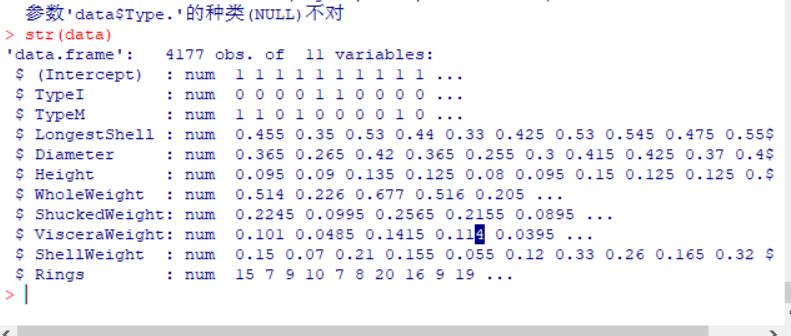 参数'data$Type.'的种类(NULL)不对
> str(data)
'data.frame':   4177 obs. of  11 variables:
 $ (Intercept)  : num  1 1 1 1 1 1 1 1 1 1 ...
 $ TypeI        : num  0 0 0 0 1 1 0 0 0 0 ...
 $ TypeM        : num  1 1 0 1 0 0 0 0 1 0 ...
 $ LongestShell : num  0.455 0.35 0.53 0.44 0.33 0.425 0.53 0.545 0.475 0.55$
 $ Diameter     : num  0.365 0.265 0.42 0.365 0.255 0.3 0.415 0.425 0.37 0.4$
 $ Height       : num  0.095 0.09 0.135 0.125 0.08 0.095 0.15 0.125 0.125 0.$
 $ WholeWeight  : num  0.514 0.226 0.677 0.516 0.205 ...
 $ ShuckedWeight: num  0.2245 0.0995 0.2565 0.2155 0.0895 ...
 $ VisceraWeight: num  0.101 0.0485 0.1415 0.114 0.0395 ...
 $ ShellWeight  : num  0.15 0.07 0.21 0.155 0.055 0.12 0.33 0.26 0.165 0.32 $
 $ Rings        : num  15 7 9 10 7 8 20 16 9 19 ...
>